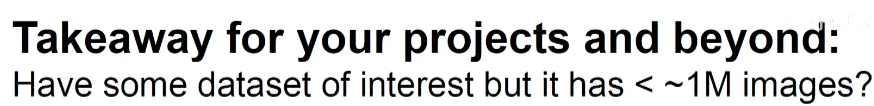 Takeaway for your projects and beyond:
Have some dataset of interest but it has < ~1M images?